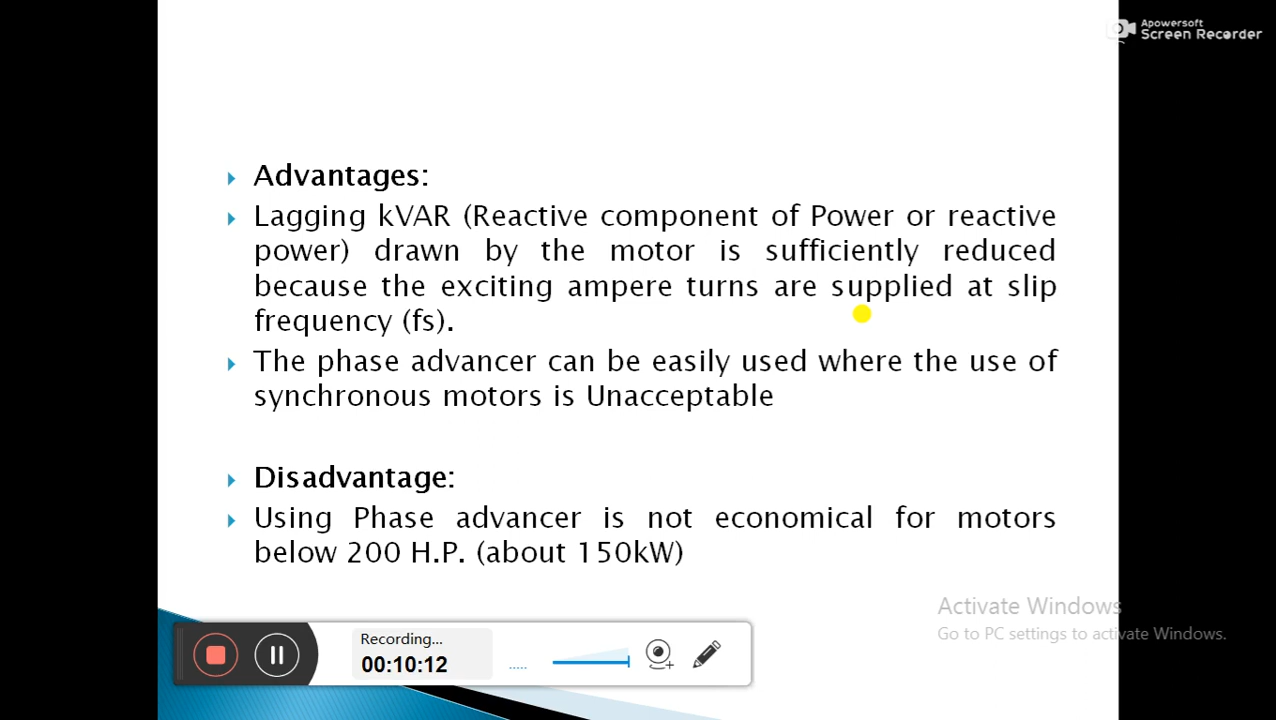 Apowersoft
Screen Recorder
Advantages:
Lagging kVAR (Reactive component of Power or reactive
power) drawn by the motor is sufficiently reduced
because the exciting ampere turns are supplied at slip
frequency (fs).
The phase advancer can be easily used where the use of
synchronous motors is Unacceptable
Disadvantage:
Using Phase advancer is not economical for motors
below 200 H.P. (about 150kW)
Activate Windows
Go to PC settings to activate Windows.
Recording...
00:10:12